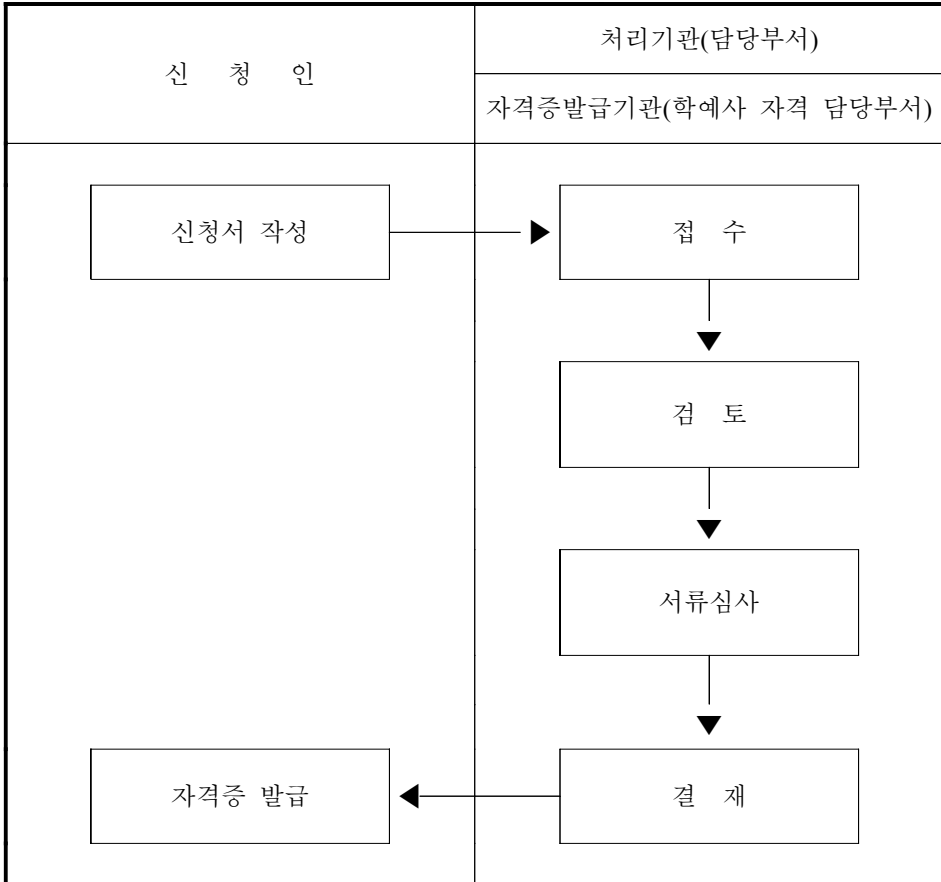 신 청 인
처리기관(담당부서)
자격증발급기관(학예사 자격 담당부서)
신청서 작성
접 수
검 토
서류심사
자격증 발급
결 재